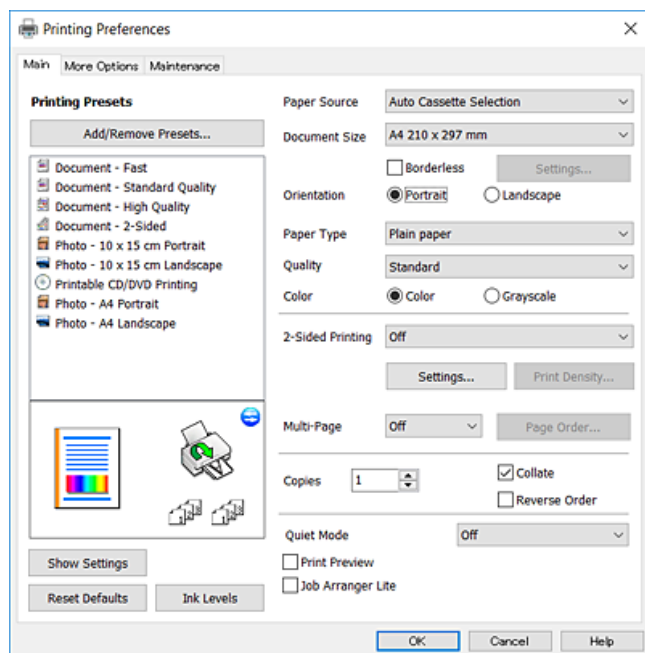 Printing Preferences
Main More Options Maintenance
Printing Presets
Add/Remove Presets...
Document - Fast
Document - Standard Quality
Document - High Quality
Document - 2-Sided
Photo - 10 x 15 cm Portrait
Photo - 10 x 15 cm Landscape
Printable CD/DVD Printing
Photo - A4 Portrait
Photo - A4 Landscape
Show Settings
Reset Defaults Ink Levels
Paper Source Auto Cassette Selection
Document Size A4 210 x 297 mm
Borderless Settings...
Orientation Portrait Landscape
Paper Type Plain paper
Quality Standard
Color Color Grayscale
2-Sided Printing Off
Settings... Print Density...
Multi-Page Off Page Order...
Copies 1 Collate
Reverse Order
Quiet Mode Off
Print Preview
Job Arranger Lite
OK Cancel Help